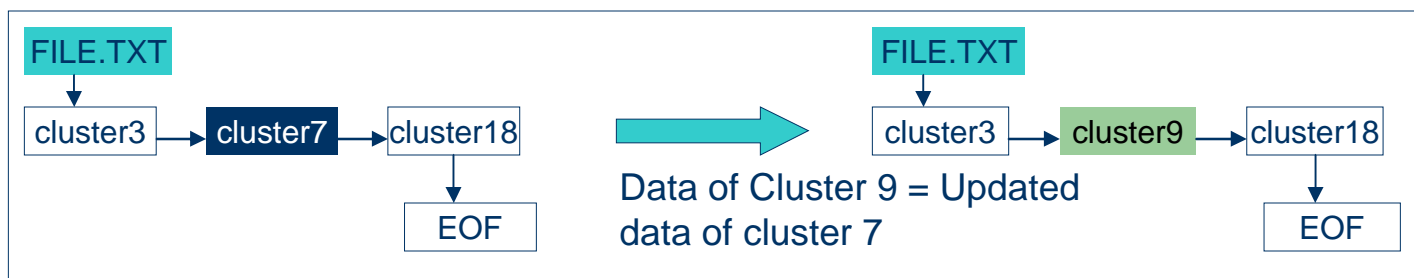 FILE.TXT
cluster3
cluster7
cluster18
EOF
Data of Cluster 9 = Updated
data of cluster 7
FILE.TXT
cluster3
cluster9
cluster18
EOF